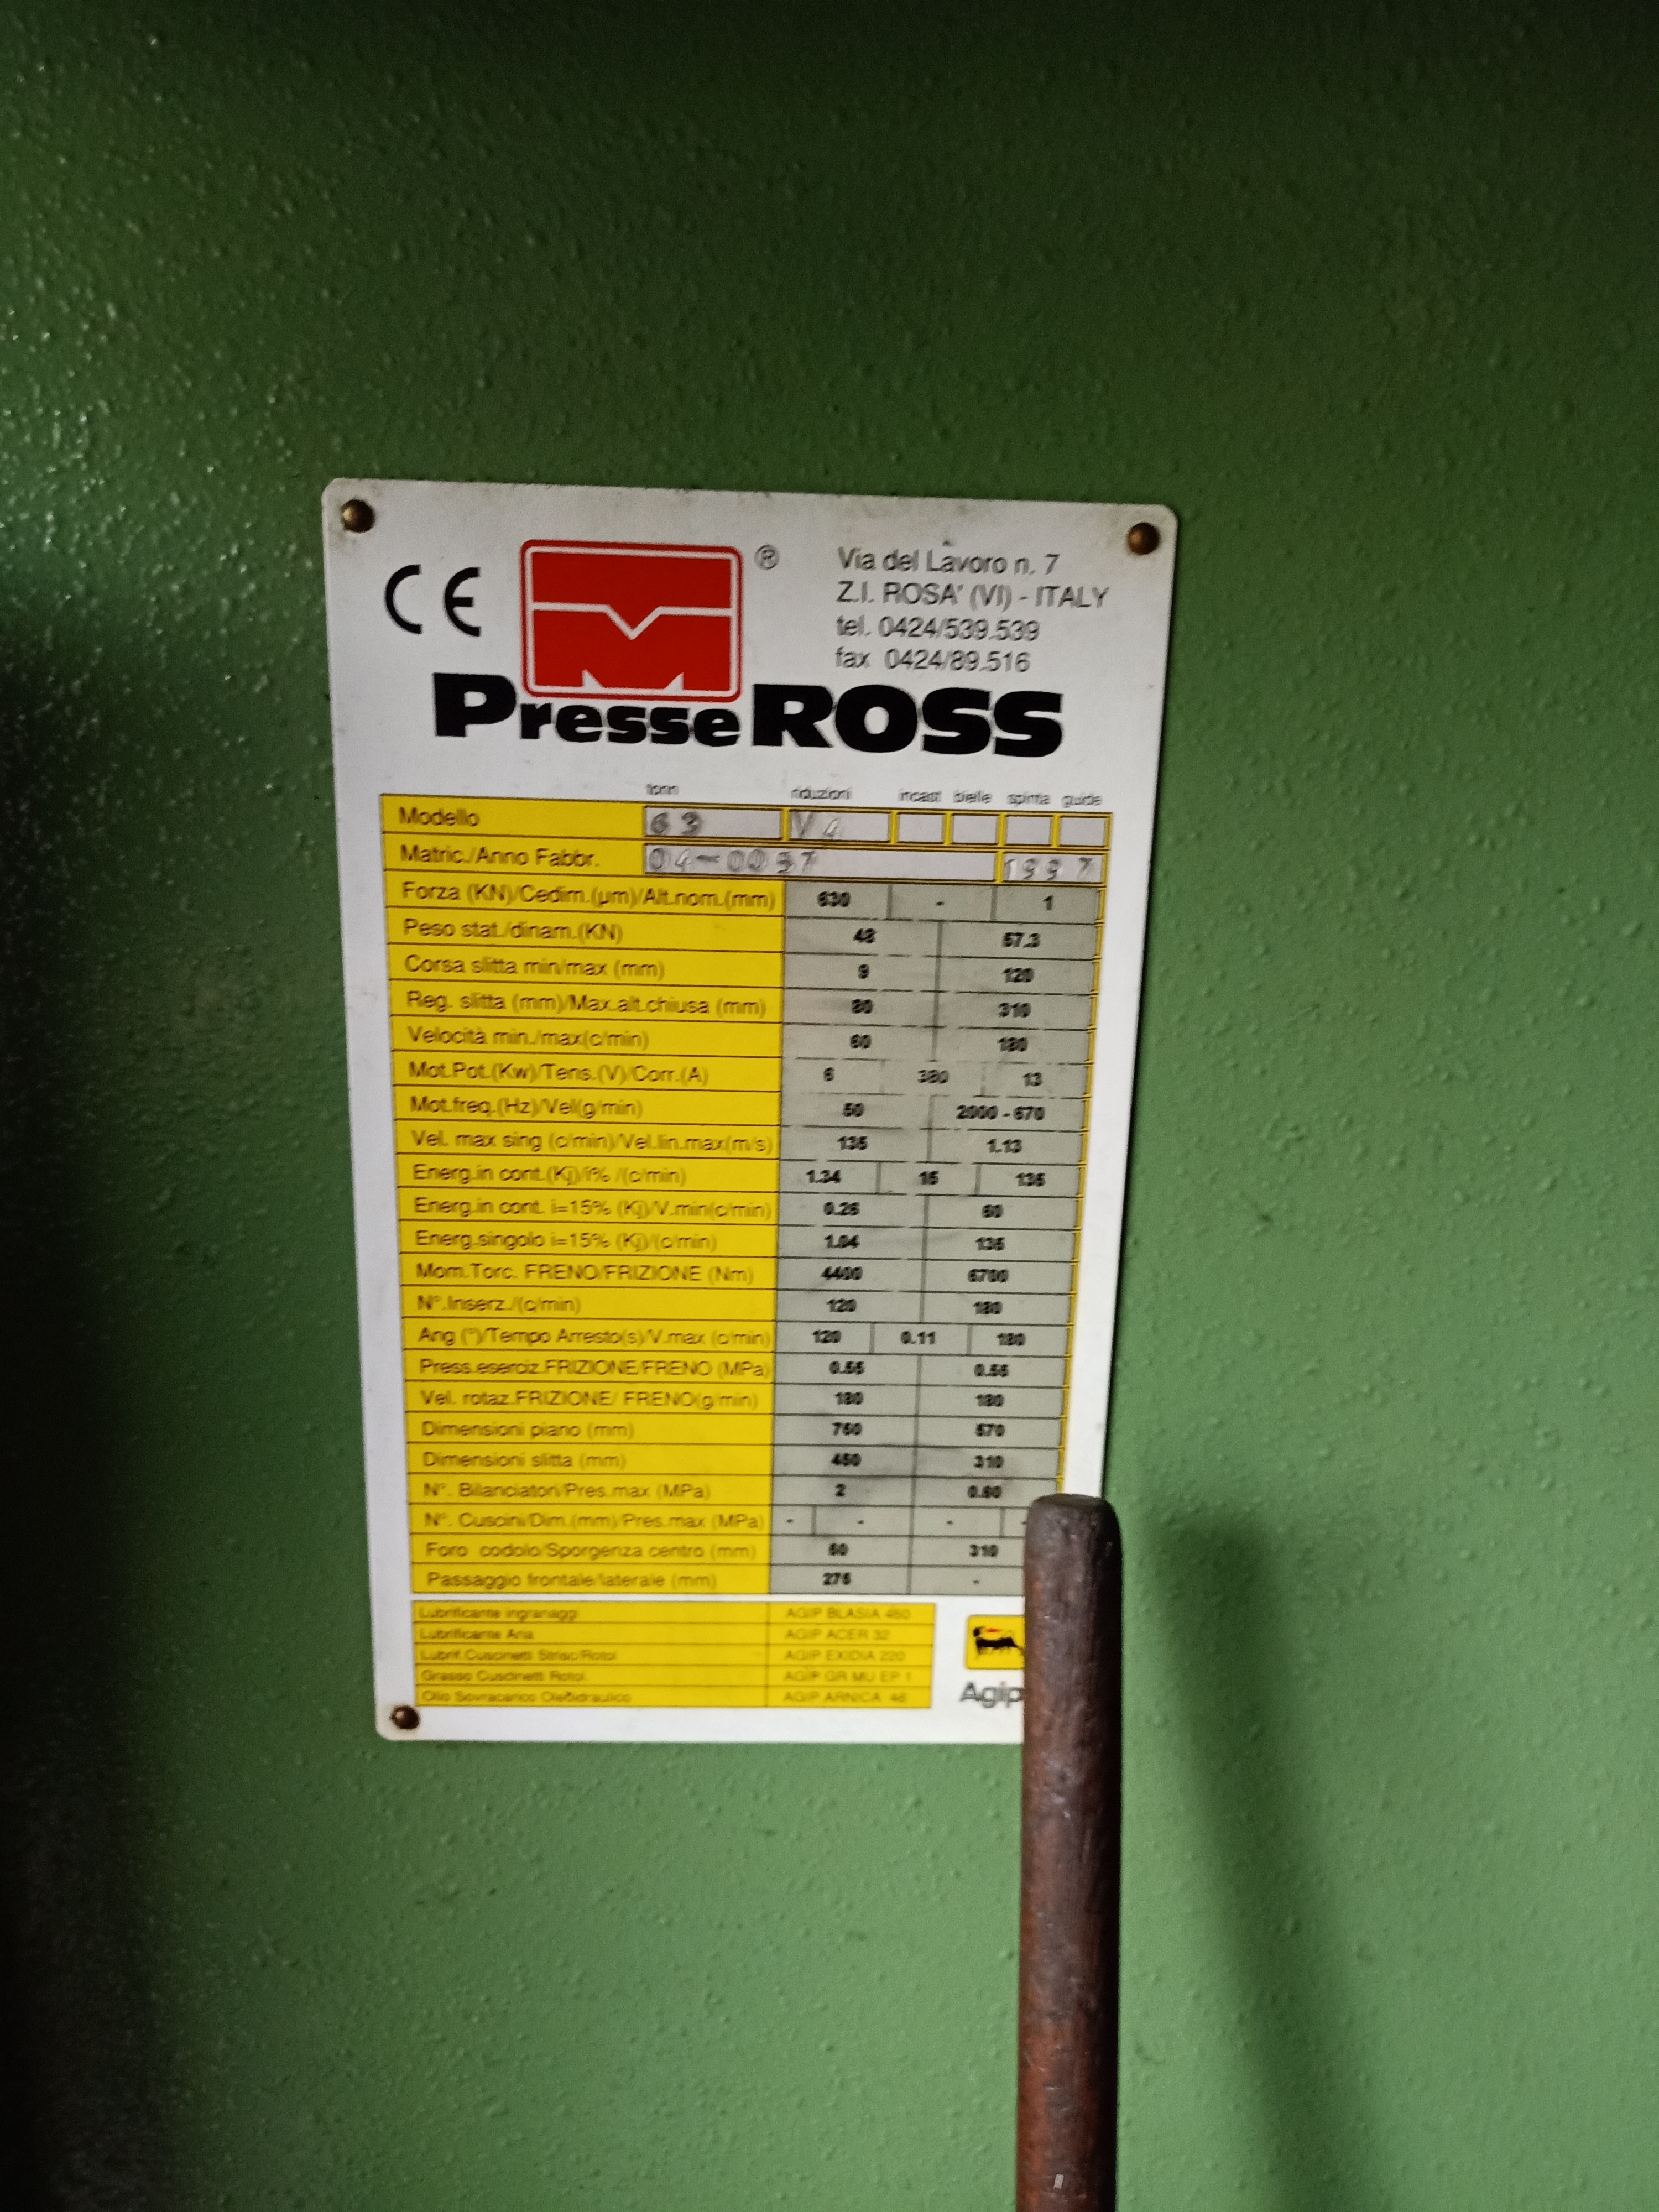 CE
®
Via del Lavoro n. 7
Z.I. ROSA' (VI) - ITALY
tel. 0424/539.539
fax 0424/89.516
Presse ROSS
tonn riduzioni incast bielle spinta guide
Modello 63 V4
Matric./Anno Fabbr. 04-0037 1997
Forza (KN)/Cedim.(µm)/Alt.nom.(mm) 630 - 1
Peso stat./dinam.(KN) 48 57.3
Corsa slitta min/max (mm) 9 120
Reg. slitta (mm)/Max.alt.chiusa (mm) 80 310
Velocità min./max(c/min) 60 180
Mot.Pot.(Kw)/Tens.(V)/Corr.(A) 6 380 13
Mot.freq.(Hz)/Vel(g/min) 50 2000 - 670
Vel. max sing (c/min)/Vel.lin.max(m/s) 135 1.13
Energ.in cont.(Kj)/i% /(c/min) 1.34 15 135
Energ.in cont. i=15% (Kj)/V.min(c/min) 0.26 60
Energ.singolo i=15% (Kj)/(c/min) 1.04 135
Mom.Torc. FRENO/FRIZIONE (Nm) 4400 6700
N°.Inserz./(c/min) 120 180
Ang (°)/Tempo Arresto(s)/V.max (c/min) 120 0.11 180
Press.eserciz.FRIZIONE/FRENO (MPa) 0.55 0.55
Vel. rotaz.FRIZIONE/ FRENO(g/min) 180 180
Dimensioni piano (mm) 760 570
Dimensioni slitta (mm) 450 310
N°. Bilanciatori/Pres.max (MPa) 2 0.60
N°. Cuscini/Dim.(mm)/Pres.max (MPa) - - - -
Foro codolo/Sporgenza centro (mm) 50 310
Passaggio frontale/laterale (mm) 275 -
Lubrificante ingranaggi AGIP BLASIA 460
Lubrificante Aria AGIP ACER 32
Lubrif.Cuscinetti Strisc/Rotol AGIP EXIDIA 220
Grasso Cuscinetti Rotol. AGIP GR MU EP 1
Olio Sovracarico Oleodraulico AGIP ARNICA 46
Agip